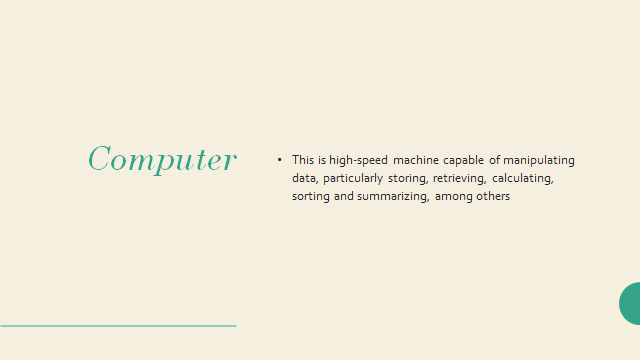 Computer
• This is high-speed machine capable of manipulating
data, particularly storing, retrieving, calculating,
sorting and summarizing, among others